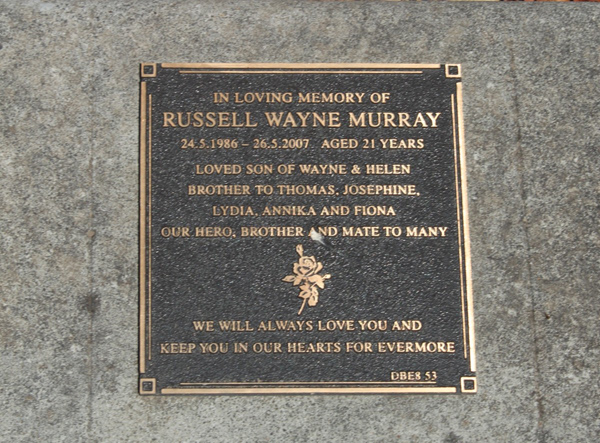 IN LOVING MEMORY OF
RUSSELL WAYNE MURRAY
24.5.1986 – 26.5.2007 AGED 21 YEARS
LOVED SON OF WAYNE & HELEN
BROTHER TO THOMAS, JOSEPHINE,
LYDIA, ANNIKA AND FIONA
OUR HERO, BROTHER AND MATE TO MANY
WE WILL ALWAYS LOVE YOU AND
KEEP YOU IN OUR HEARTS FOR EVERMORE
DBE8 53